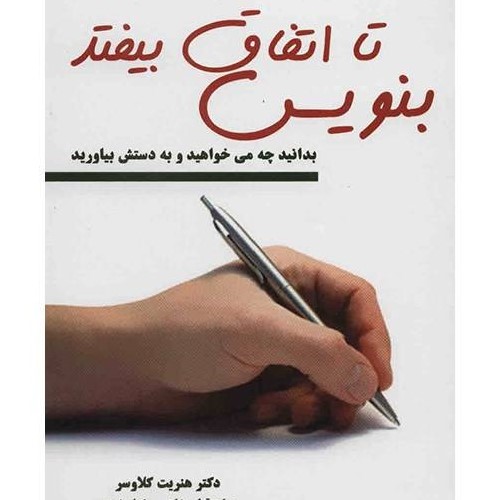 بنویس
تا اتفاق بیفتد
بدانید چه می خواهید و به دستش بیاورید
دکتر هنریت کلاوسر